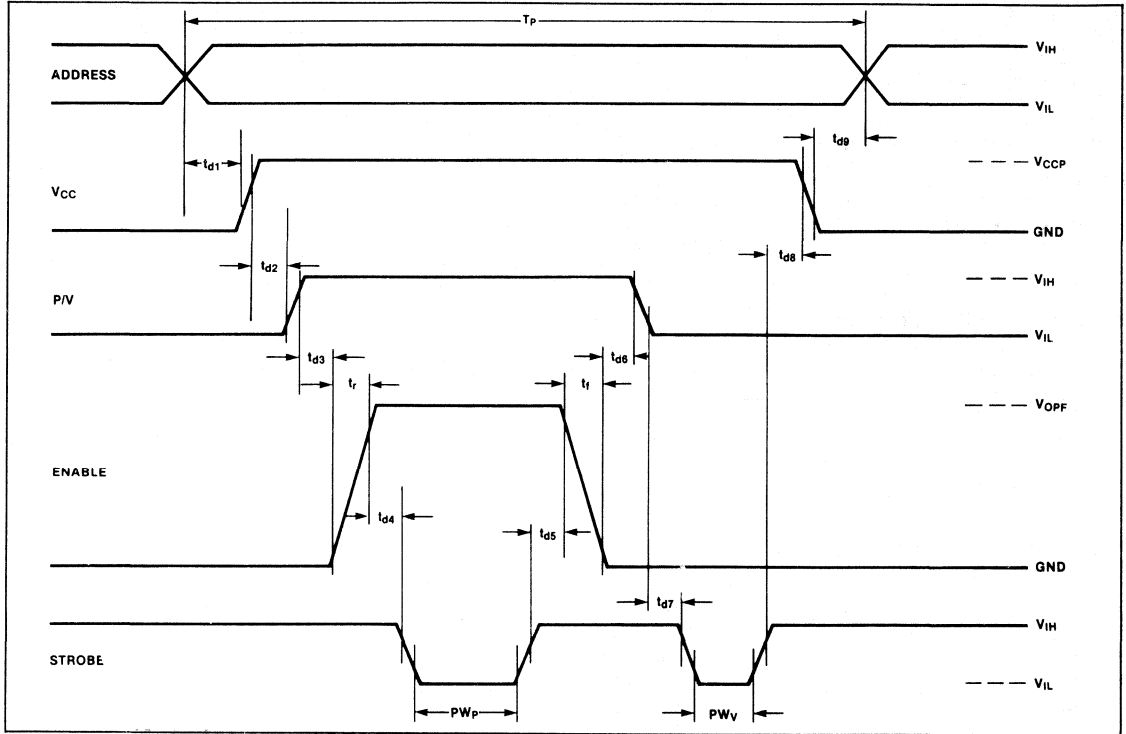 TP
ADDRESS
VIH
VIL
td1
td9
VCC
VCCP
GND
td2
td8
P/V
VIH
VIL
td3
td6
tr
tf
VOPF
ENABLE
td4
td5
GND
td7
STROBE
VIH
VIL
PWP
PWV